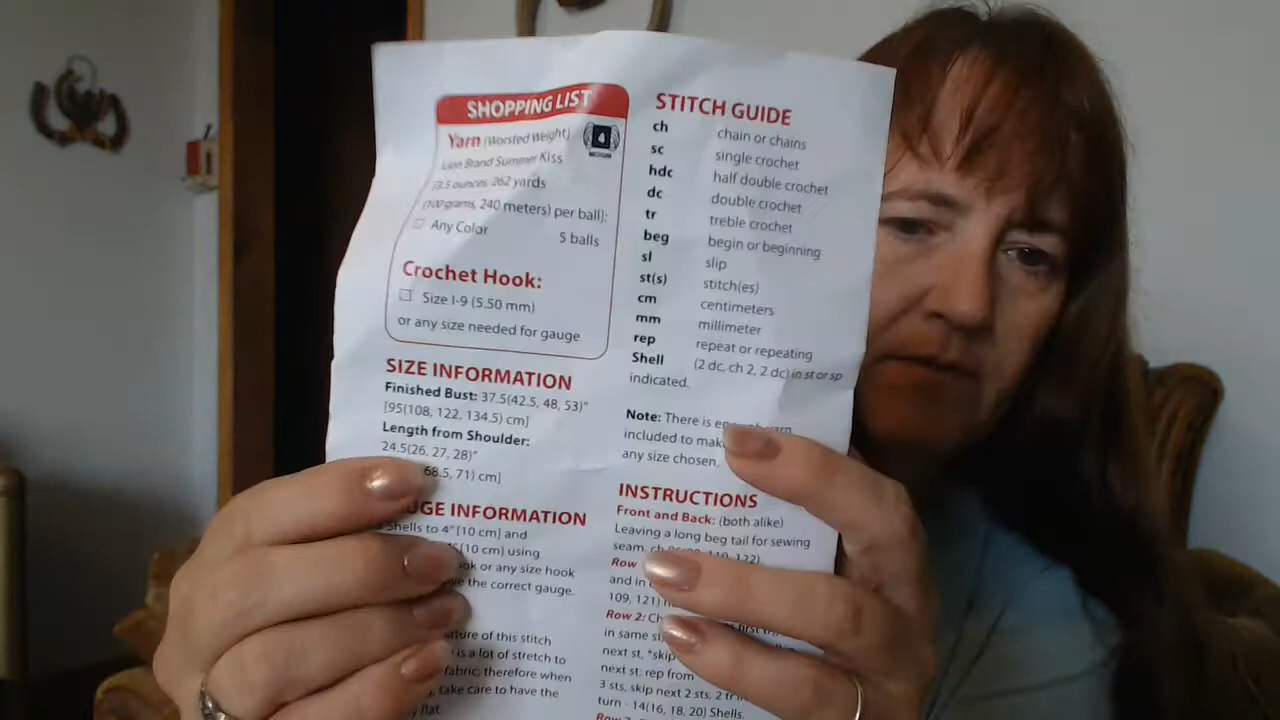 SHOPPING LIST
Yarn (Worsted Weight)
4
Lion Brand Summer Kiss
[3.5 ounces, 262 yards
(100 grams, 240 meters) per ball]:
Any Color 5 balls
Crochet Hook:
Size I-9 (5.50 mm)
or any size needed for gauge
SIZE INFORMATION
Finished Bust: 37.5(42.5, 48, 53)"
[95(108, 122, 134.5) cm]
Length from Shoulder:
24.5(26, 27, 28)"
68.5, 71) cm]
GE INFORMATION
Shells to 4" [10 cm] and
[10 cm] using
or any size hook
the correct gauge.
of this stitch
is a lot of stretch to
fabric, therefore when
take care to have the
flat
STITCH GUIDE
ch chain or chains
sc single crochet
hdc half double crochet
dc double crochet
tr treble crochet
beg begin or beginning
sl slip
st(s) stitch(es)
cm centimeters
mm millimeter
rep repeat or repeating
Shell (2 dc, ch 2, 2 dc) in st or sp
indicated.
Note: There is yarn
included to
any size chosen.
INSTRUCTIONS
Front and Back: (both alike)
Leaving a long beg tail for sewing
seam, ch 122)
Row
and in
109, 121)
Row 2: first
in same
next st, *skip
next st; rep from
3 sts, skip next 2 sts, 2 tr
turn - 14(16, 18, 20) Shells.
Row